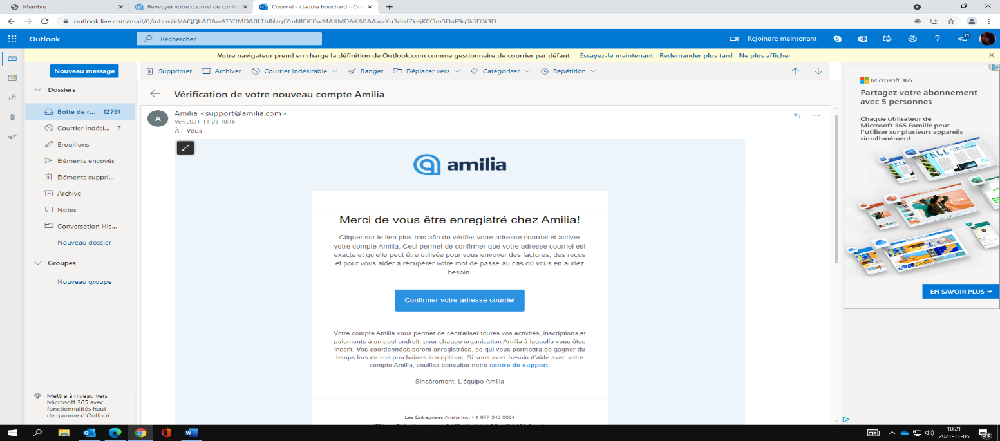 Membre
Renvoyer votre courriel de confir
Courriel - claudia bouchard - Out
outlook.live.com/mail/0/inbox/id/
Outlook
Rechercher
Rejoindre maintenant
11
Votre navigateur prend en charge la définition de Outlook.com comme gestionnaire de courrier par défaut. Essayez-le maintenant Redemander plus tard Ne plus afficher
Nouveau message
Supprimer Archiver Courrier indésirable Ranger Déplacer vers Catégoriser Répétition
Dossiers
Boîte de r... 12791
Courrier indési... 7
Brouillons
Éléments envoyés
Éléments suppri...
Archive
Notes
Conversation His...
Nouveau dossier
Groupes
Nouveau groupe
Mettre à niveau vers
Microsoft 365 avec
fonctionnalités haut
de gamme d'Outlook
Vérification de votre nouveau compte Amilia
A
Amilia <support@amilia.com>
Ven 2021-11-05 10:16
À : Vous
amilia
Merci de vous être enregistré chez Amilia!
Cliquer sur le lien plus bas afin de vérifier votre adresse courriel et activer
votre compte Amilia. Ceci permet de confirmer que votre adresse courriel est
exacte et qu'elle peut être utilisée pour vous envoyer des factures, des reçus
et pour vous aider à récupérer votre mot de passe au cas où vous en auriez
besoin.
Confirmer votre adresse courriel
Votre compte Amilia vous permet de centraliser toutes vos activités, inscriptions et
paiements à un seul endroit, pour chaque organisation Amilia à laquelle vous êtes
inscrit. Vos coordonnées seront enregistrées, ce qui vous permettra de gagner du
temps lors de vos prochaines inscriptions. Si vous avez besoin d'aide avec votre
compte Amilia, veuillez consulter notre centre de support.
Sincèrement, L'équipe Amilia
Les Entreprises Amilia Inc. • 1-877-343-0004
Microsoft 365
Partagez votre abonnement
avec 5 personnes
Chaque utilisateur de
Microsoft 365 Famille peut
l'utiliser sur plusieurs appareils
simultanément
TELL
EN SAVOIR PLUS →
10:21
2021-11-05
23